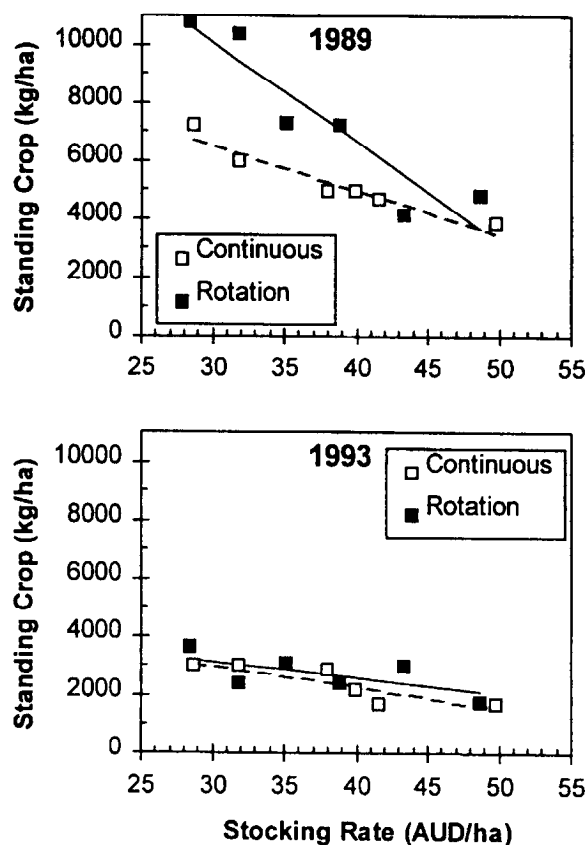 1989
Standing Crop (kg/ha)
10000
8000
6000
4000
2000
0
Continuous
Rotation
25 30 35 40 45 50 55
1993
Standing Crop (kg/ha)
10000
8000
6000
4000
2000
0
Continuous
Rotation
25 30 35 40 45 50 55
Stocking Rate (AUD/ha)